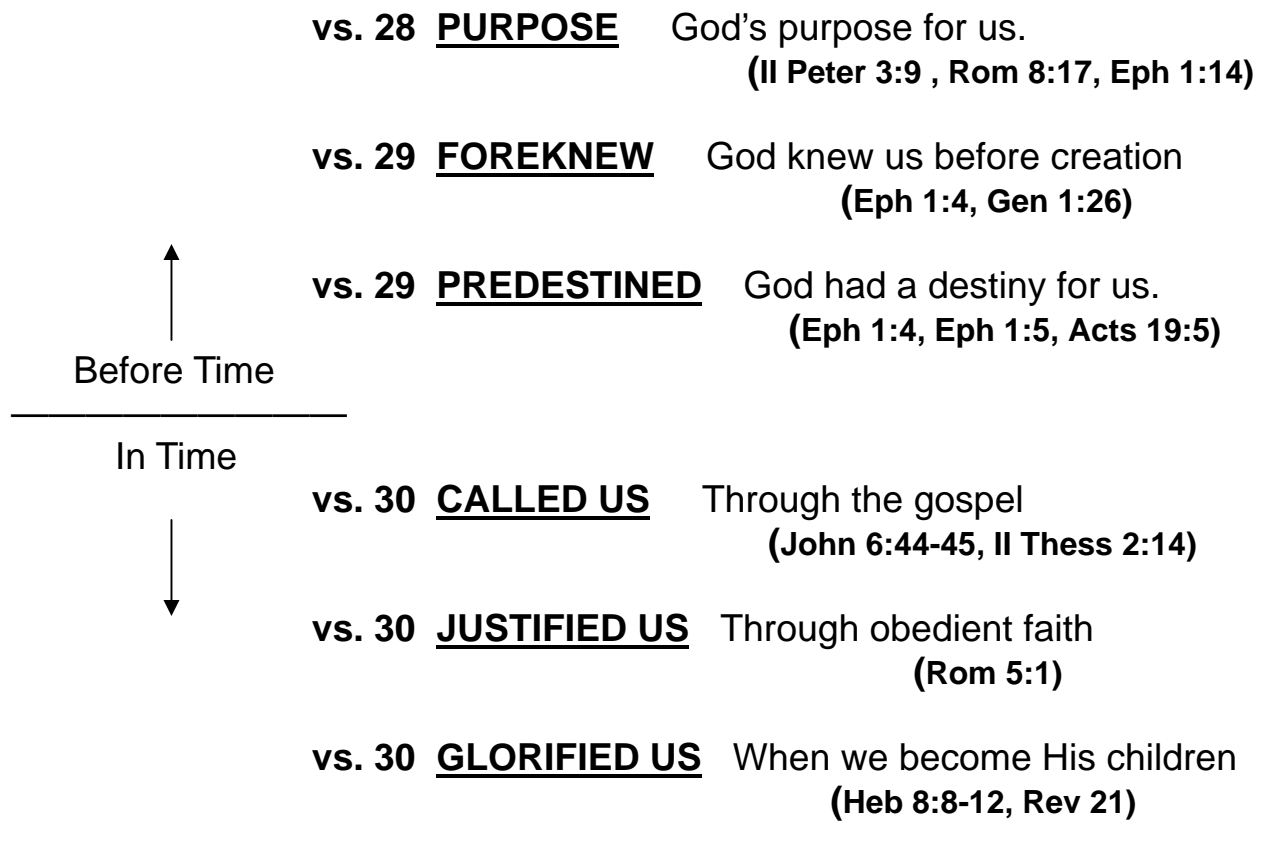 vs. 28 PURPOSE God’s purpose for us.
(II Peter 3:9 , Rom 8:17, Eph 1:14)
vs. 29 FOREKNEW God knew us before creation
(Eph 1:4, Gen 1:26)
vs. 29 PREDESTINED God had a destiny for us.
(Eph 1:4, Eph 1:5, Acts 19:5)
Before Time
In Time
vs. 30 CALLED US Through the gospel
(John 6:44-45, II Thess 2:14)
vs. 30 JUSTIFIED US Through obedient faith
(Rom 5:1)
vs. 30 GLORIFIED US When we become His children
(Heb 8:8-12, Rev 21)